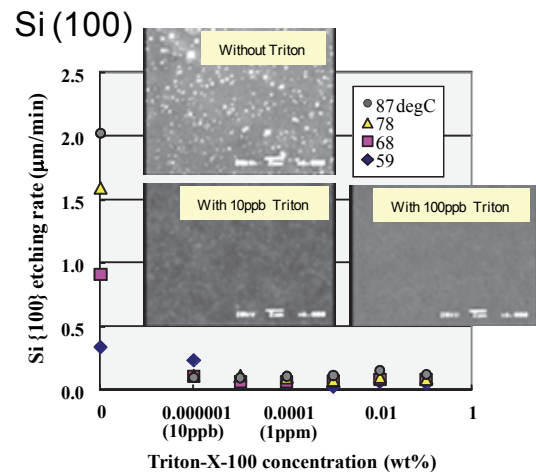 Si (100)
Without Triton
With 10ppb Triton
With 100ppb Triton
87degC
78
68
59
Si {100} etching rate (μm/min)
2.5
2.0
1.5
1.0
0.5
0.0
0
0.000001
(10ppb)
0.0001
(1ppm)
0.01
1
Triton-X-100 concentration (wt%)